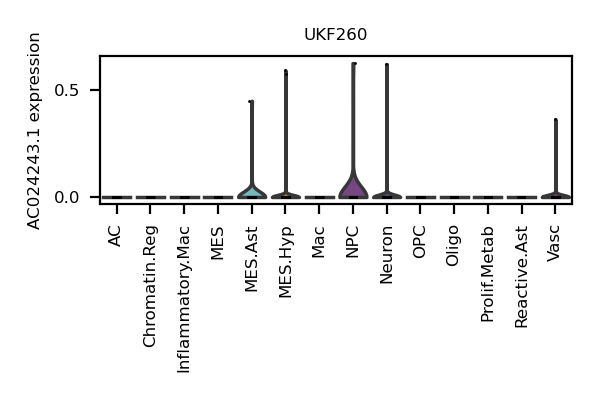 UKF260
AC024243.1 expression
0.5
0.0
AC
Chromatin.Reg
Inflammatory.Mac
MES
MES.Ast
MES.Hyp
Mac
NPC
Neuron
OPC
Oligo
Prolif.Metab
Reactive.Ast
Vasc